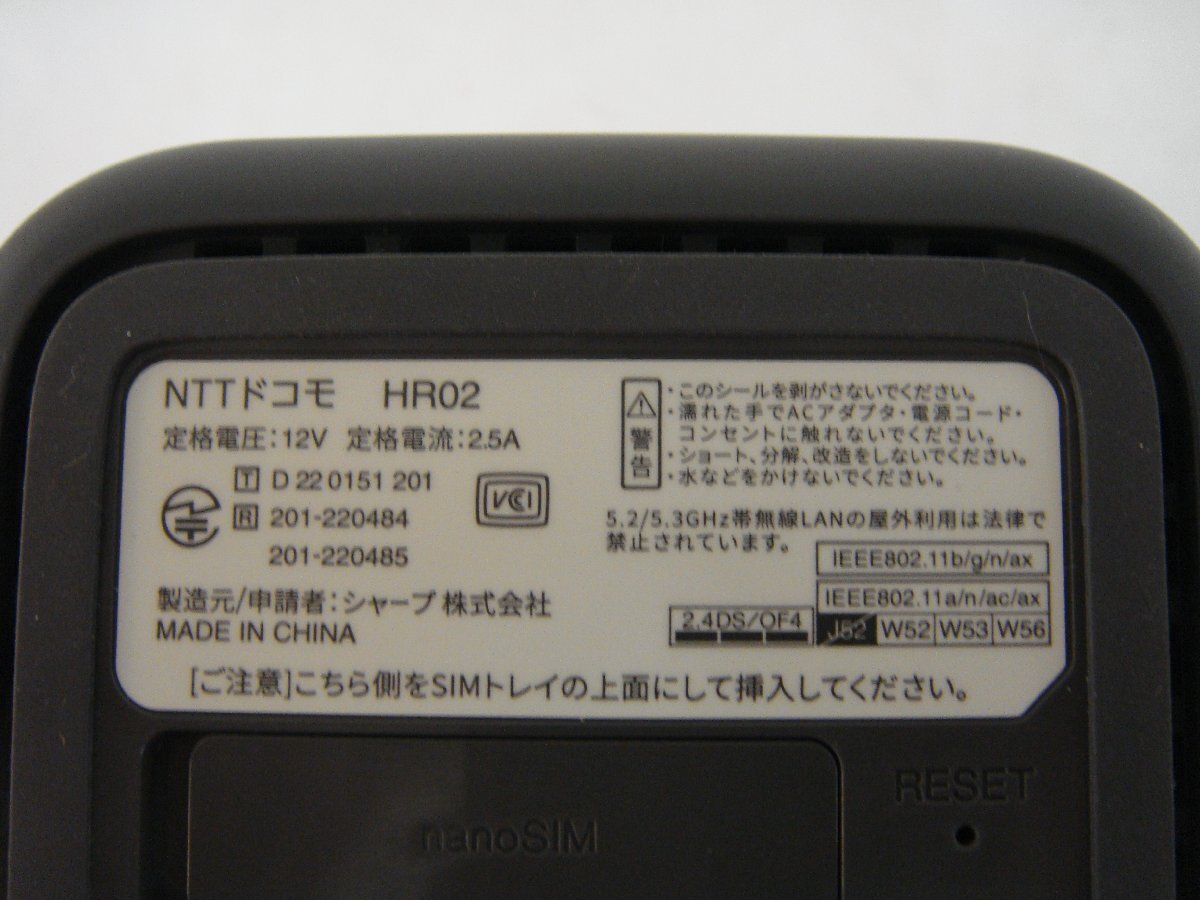 NTTドコモ HR02
定格電圧:12V 定格電流:2.5A
T D 22 0151 201
R 201-220484
201-220485
VCCI
製造元/申請者:シャープ株式会社
MADE IN CHINA
警告
・このシールを剥がさないでください。
・濡れた手でACアダプタ・電源コード・
コンセントに触れないでください。
・ショート、分解、改造をしないでください。
・水などをかけないでください。
5.2/5.3GHz帯無線LANの屋外利用は法律で
禁止されています。
IEEE802.11b/g/n/ax
IEEE802.11a/n/ac/ax
2.4DS/OF4
J52 W52 W53 W56
[ご注意]こちら側をSIMトレイの上面にして挿入してください。
nanoSIM
RESET